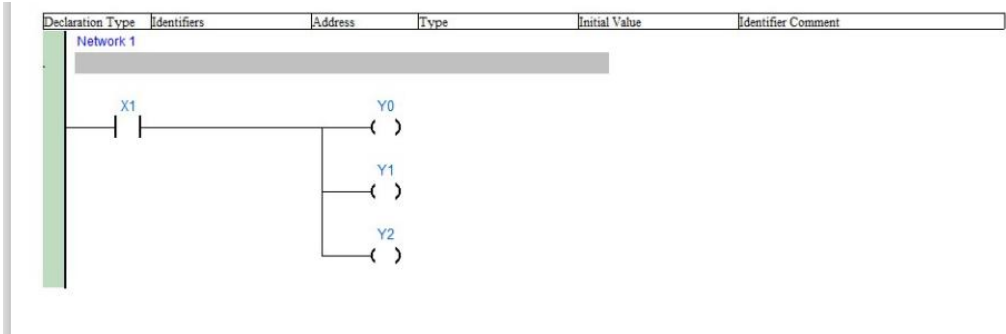 Declaration Type Identifiers Address Type Initial Value Identifier Comment
Network 1
X1 Y0
Y1
Y2